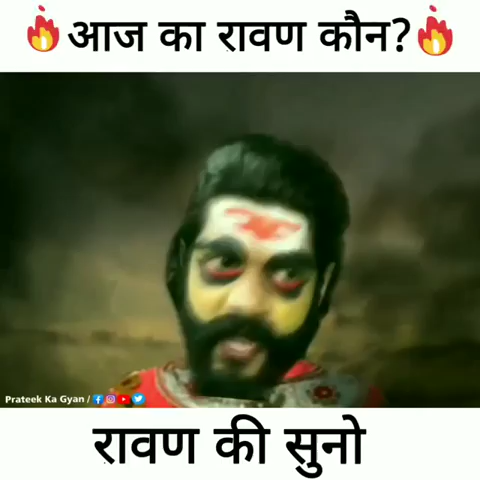 🔥आज का रावण कौन?🔥
Prateek Ka Gyan /
रावण की सुनो